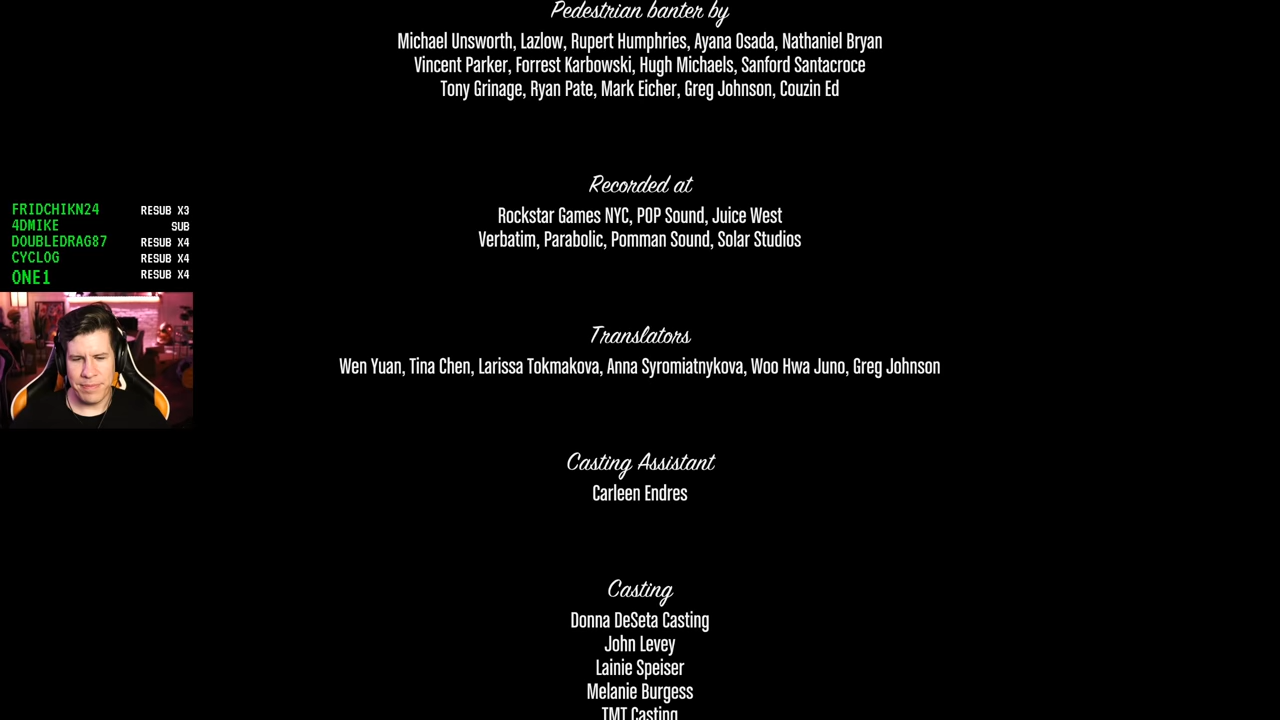 Pedestrian banter by
Michael Unsworth, Lazlow, Rupert Humphries, Ayana Osada, Nathaniel Bryan
Vincent Parker, Forrest Karbowski, Hugh Michaels, Sanford Santacroce
Tony Grinage, Ryan Pate, Mark Eicher, Greg Johnson, Couzin Ed
Recorded at
Rockstar Games NYC, POP Sound, Juice West
Verbatim, Parabolic, Pomman Sound, Solar Studios
FRIDCHIKN24 RESUB X3
4DMIKE SUB
DOUBLEDRAG87 RESUB X4
CYCLOG RESUB X4
ONE1 RESUB X4
Translators
Wen Yuan, Tina Chen, Larissa Tokmakova, Anna Syromiatnykova, Woo Hwa Juno, Greg Johnson
Casting Assistant
Carleen Endres
Casting
Donna DeSeta Casting
John Levey
Lainie Speiser
Melanie Burgess
TMT Casting